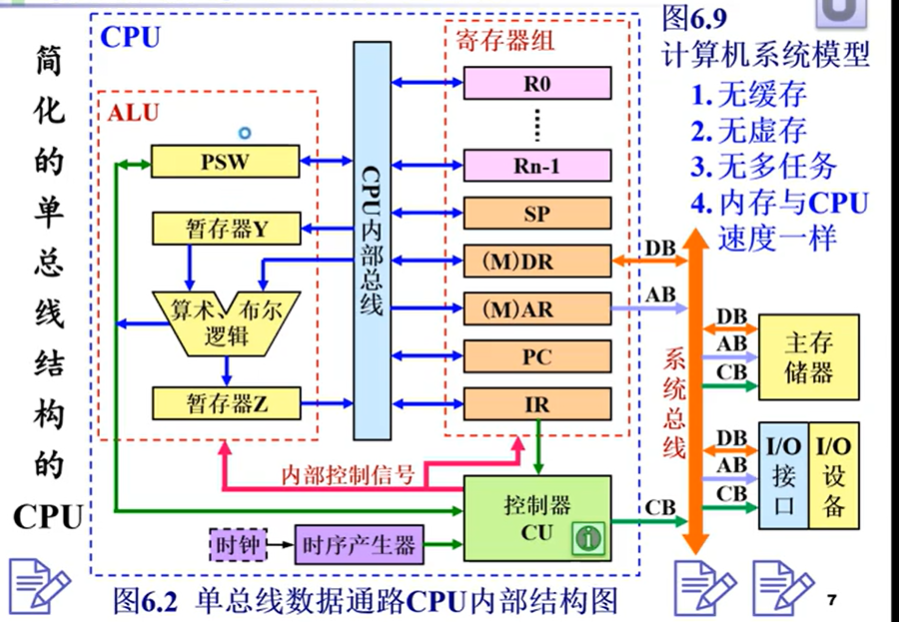 简化的单总线结构的CPU
CPU
ALU
PSW
暂存器Y
算术、布尔
逻辑
暂存器Z
CPU内部总线
寄存器组
R0
Rn-1
SP
(M)DR
(M)AR
PC
IR
内部控制信号
控制器
CU
时钟
时序产生器
DB
AB
CB
系统总线
DB
AB
CB
主存
储器
DB
AB
CB
I/O
接
口
I/O
设
备
图6.9
计算机系统模型
1.无缓存
2.无虚存
3.无多任务
4.内存与CPU
速度一样
图6.2 单总线数据通路CPU内部结构图
7